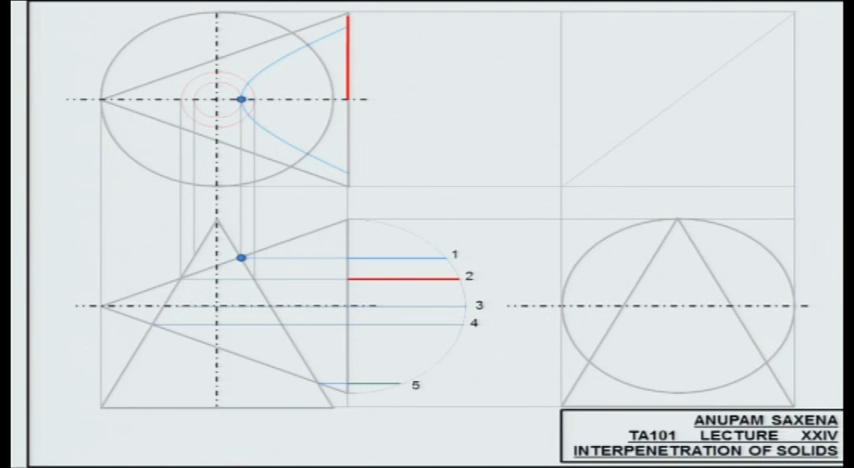 1
2
3
4
5
ANUPAM SAXENA
TA101 LECTURE XXIV
INTERPENETRATION OF SOLIDS